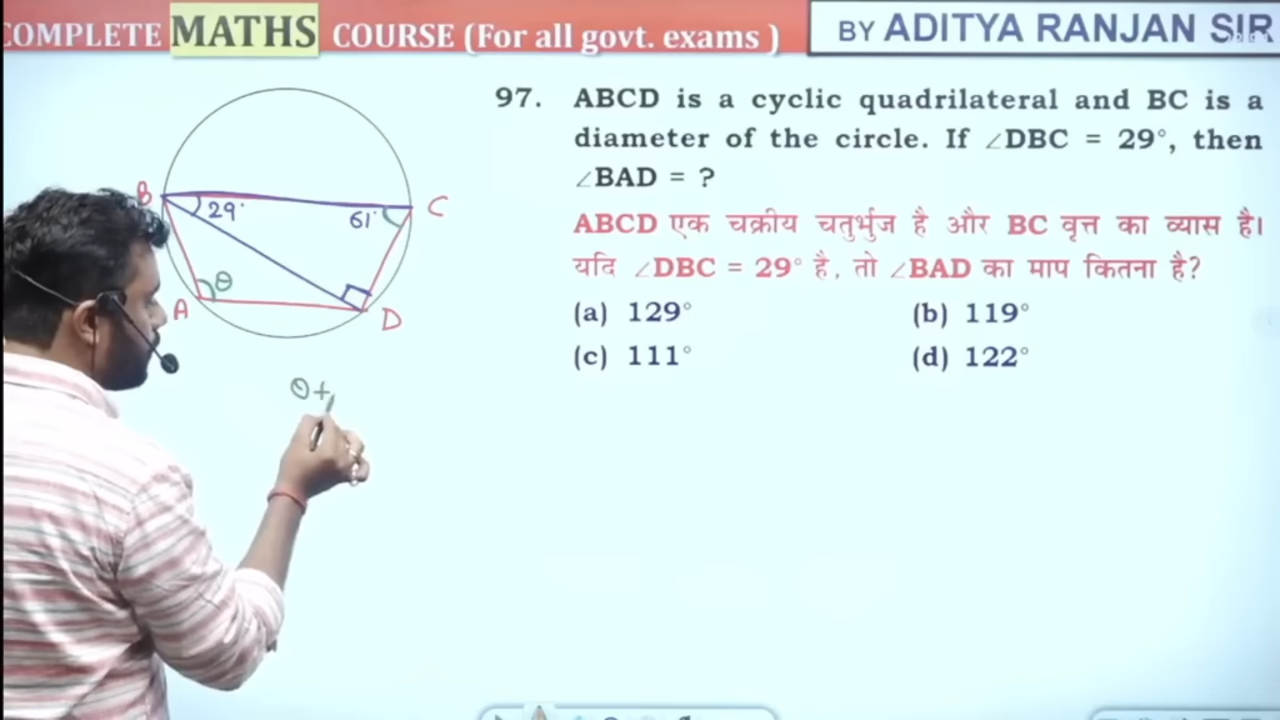 COMPLETE MATHS COURSE (For all govt. exams )
BY ADITYA RANJAN SIR
97. ABCD is a cyclic quadrilateral and BC is a
diameter of the circle. If ∠DBC = 29°, then
∠BAD = ?
ABCD एक चक्रीय चतुर्भुज है और BC वृत्त का व्यास है।
यदि ∠DBC = 29° है, तो ∠BAD का माप कितना है?
(a) 129°
(b) 119°
(c) 111°
(d) 122°
B
29°
61°
C
θ
A
D
θ+